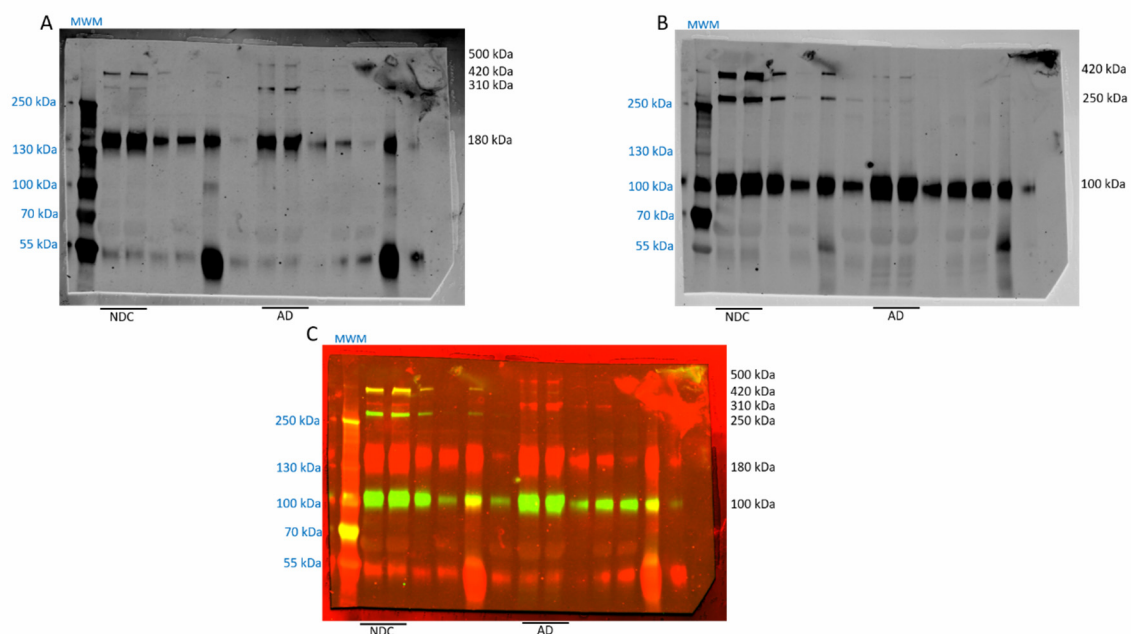 A
MWM
500 kDa
420 kDa
310 kDa
250 kDa
180 kDa
130 kDa
100 kDa
70 kDa
55 kDa
NDC
AD
B
MWM
420 kDa
250 kDa
250 kDa
130 kDa
100 kDa
100 kDa
70 kDa
55 kDa
NDC
AD
C
MWM
500 kDa
420 kDa
310 kDa
250 kDa
250 kDa
180 kDa
130 kDa
100 kDa
100 kDa
70 kDa
55 kDa
NDC
AD